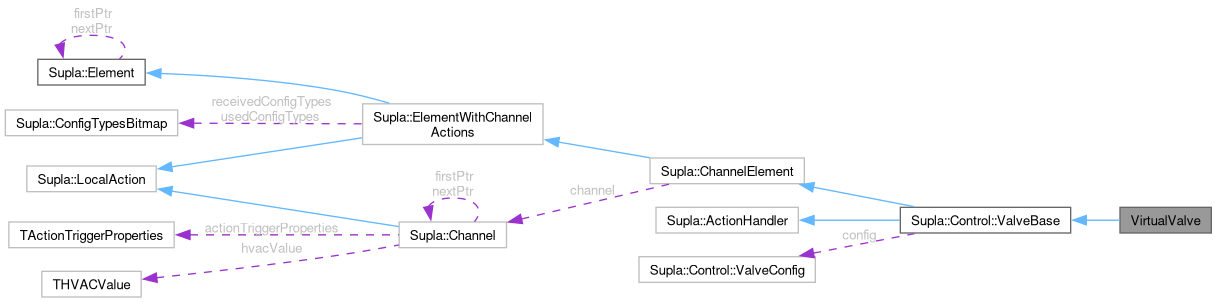 firstPtr
nextPtr
Supla::Element
receivedConfigTypes
usedConfigTypes
Supla::ConfigTypesBitmap
Supla::ElementWithChannel
Actions
Supla::LocalAction
Supla::ChannelElement
firstPtr
nextPtr
channel
Supla::ActionHandler
Supla::Control::ValveBase
VirtualValve
TActionTriggerProperties
actionTriggerProperties
Supla::Channel
hvacValue
config
Supla::Control::ValveConfig
THVACValue